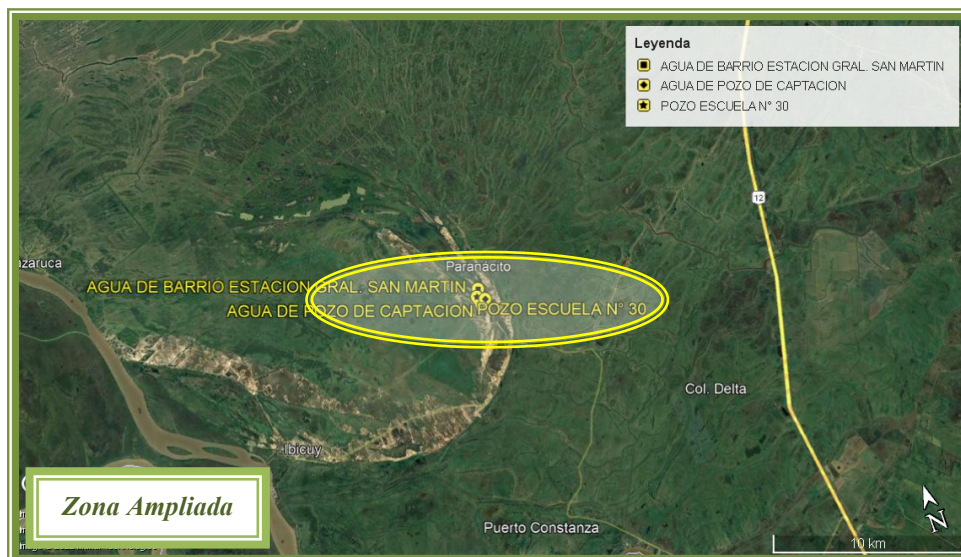 Leyenda
AGUA DE BARRIO ESTACION GRAL. SAN MARTIN
AGUA DE POZO DE CAPTACION
POZO ESCUELA N° 30
12
Paranacito
AGUA DE BARRIO ESTACION GRAL. SAN MARTIN
AGUA DE POZO DE CAPTACION
POZO ESCUELA N° 30
Col. Delta
Ibicuy
Zona Ampliada
Puerto Constanza
N
10 km